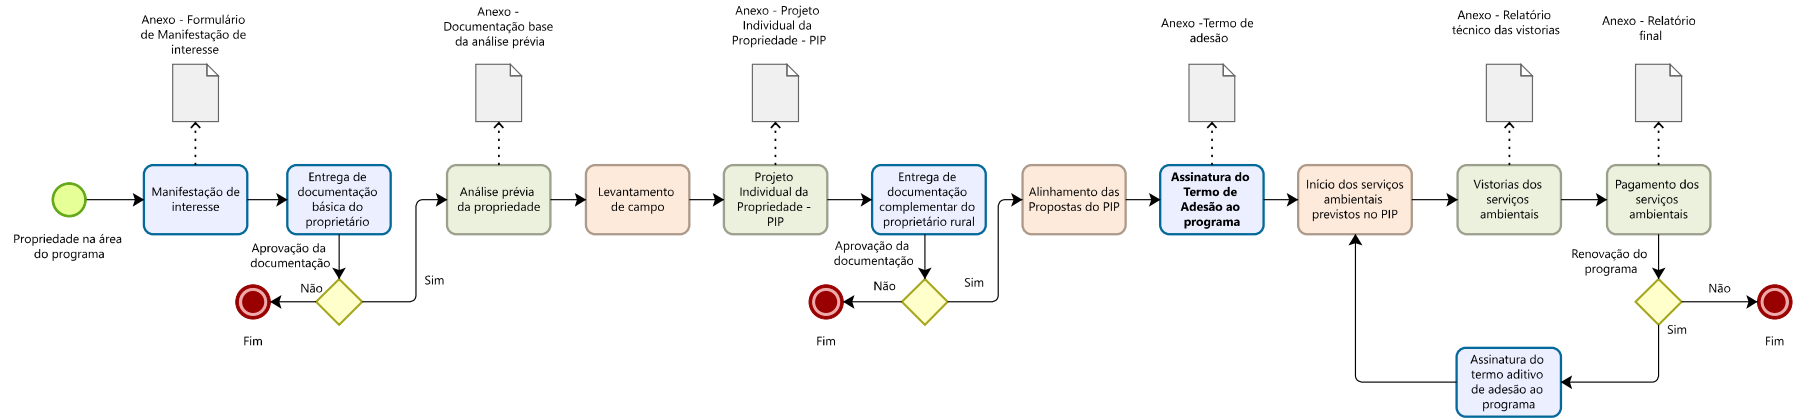 Anexo - Formulário
de Manifestação de
interesse
Anexo -
Documentação base
da análise prévia
Anexo - Projeto
Individual da
Propriedade - PIP
Anexo -Termo de
adesão
Anexo - Relatório
técnico das vistorias
Anexo - Relatório
final
Propriedade na área
do programa
Manifestação de
interesse
Entrega de
documentação
básica do
proprietário
Aprovação da
documentação
Não
Sim
Fim
Análise prévia
da propriedade
Levantamento
de campo
Projeto
Individual da
Propriedade -
PIP
Entrega de
documentação
complementar do
proprietário rural
Aprovação da
documentação
Não
Sim
Fim
Alinhamento das
Propostas do PIP
Assinatura do
Termo de
Adesão ao
programa
Início dos serviços
ambientais
previstos no PIP
Vistorias dos
serviços
ambientais
Pagamento dos
serviços
ambientais
Renovação do
programa
Não
Sim
Fim
Assinatura do
termo aditivo
de adesão ao
programa